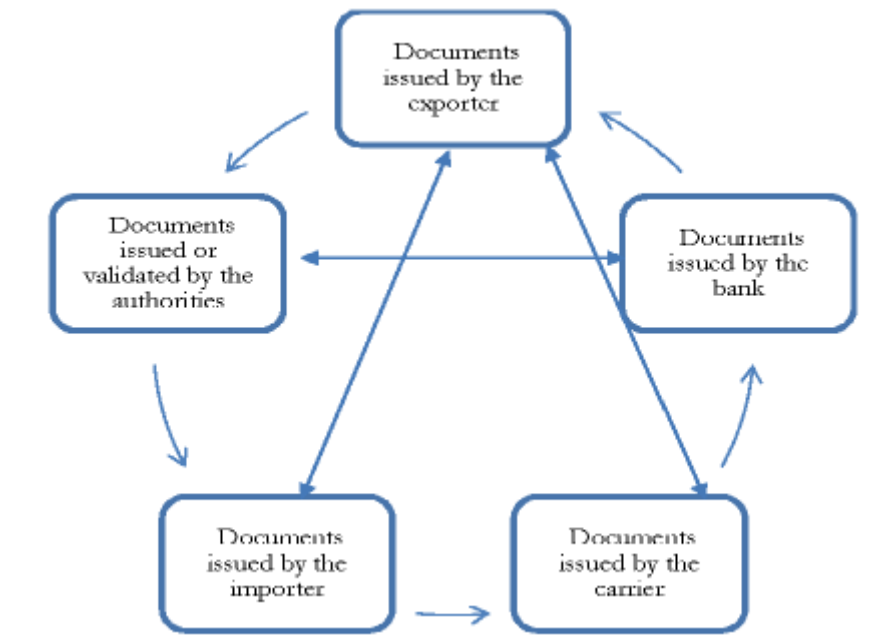 Documents
issued by the
exporter
Documents
issued or
validated by the
authorities
Documents
issued by the
bank
Documents
issued by the
importer
Documents
issued by the
carrier